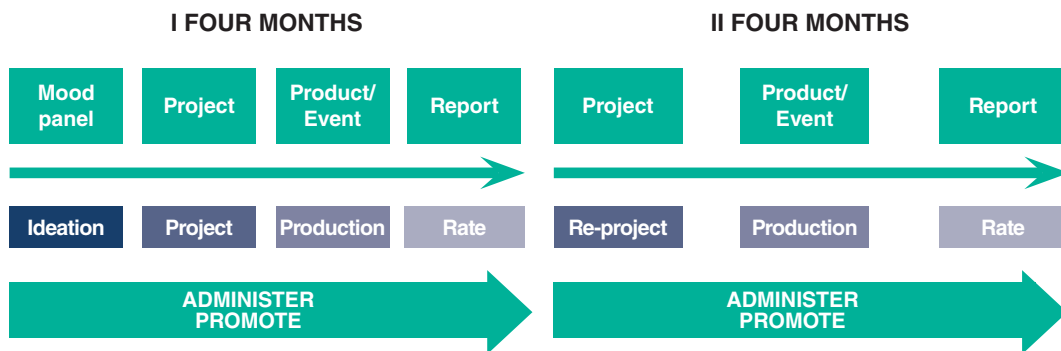 I FOUR MONTHS
II FOUR MONTHS
Mood
panel
Project
Product/
Event
Report
Project
Product/
Event
Report
Ideation
Project
Production
Rate
Re-project
Production
Rate
ADMINISTER
PROMOTE
ADMINISTER
PROMOTE